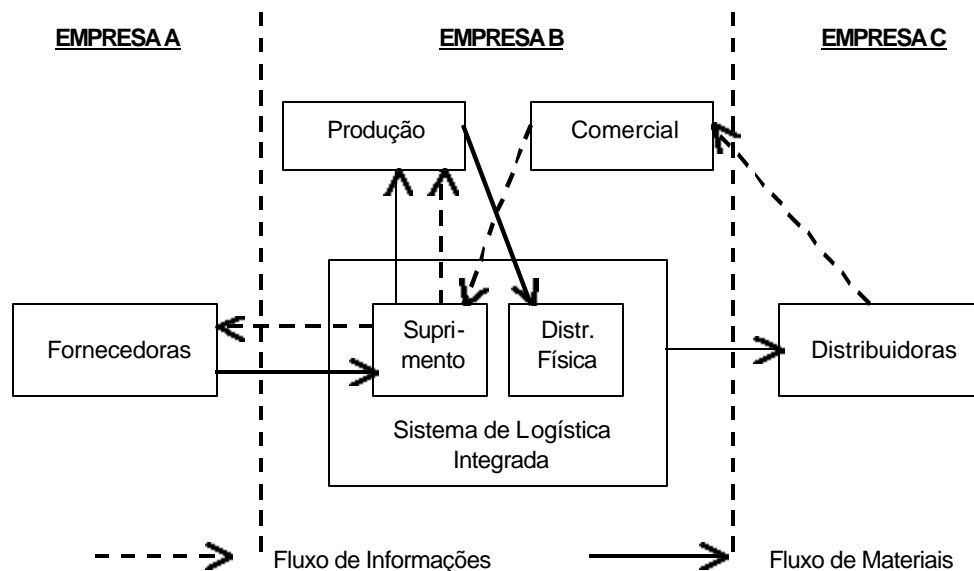 EMPRESA A
EMPRESA B
EMPRESA C
Produção
Comercial
Fornecedoras
Supri-
mento
Distr.
Física
Distribuidoras
Sistema de Logística
Integrada
Fluxo de Informações
Fluxo de Materiais